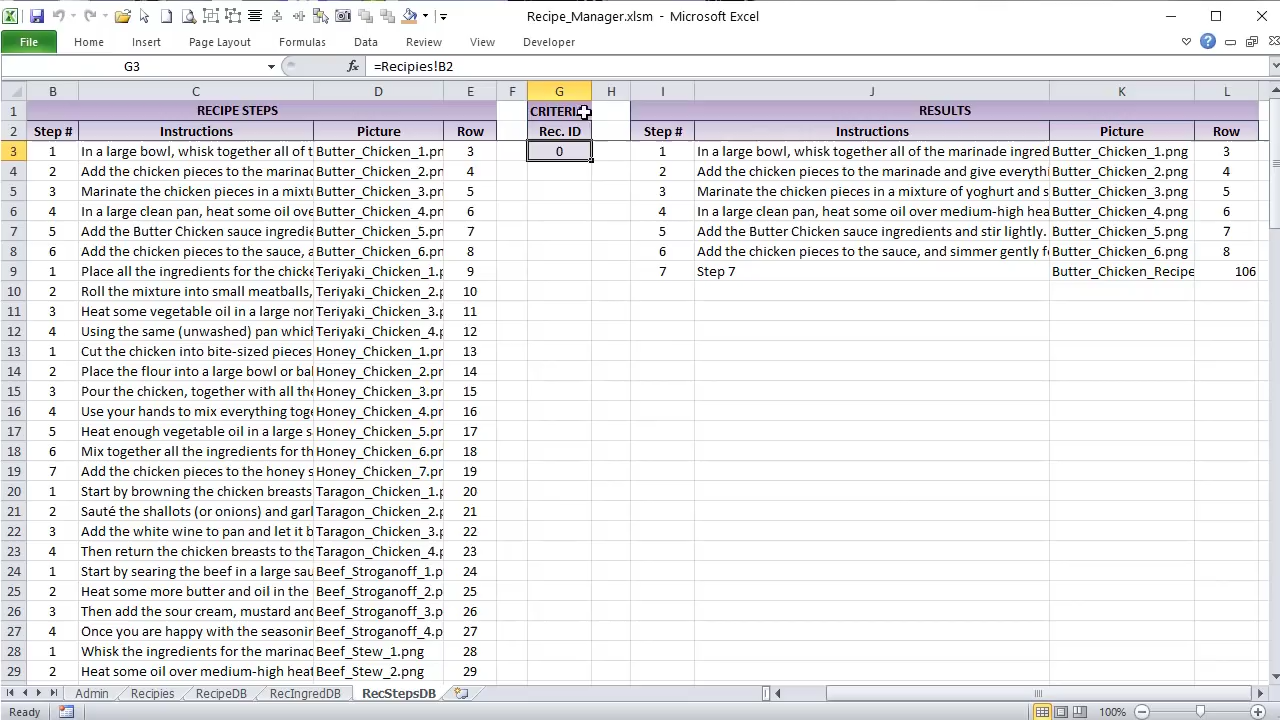 Recipe_Manager.xlsm - Microsoft Excel
File Home Insert Page Layout Formulas Data Review View Developer
G3 fx =Recipies!B2
B C D E F G H I J K L
1 RECIPE STEPS CRITERI RESULTS
2 Step # Instructions Picture Row Rec. ID Step # Instructions Picture Row
3 1 In a large bowl, whisk together all of t Butter_Chicken_1.pn 3 0 1 In a large bowl, whisk together all of the marinade ingred Butter_Chicken_1.png 3
4 2 Add the chicken pieces to the marinad Butter_Chicken_2.pn 4 2 Add the chicken pieces to the marinade and give everythi Butter_Chicken_2.png 4
5 3 Marinate the chicken pieces in a mixtu Butter_Chicken_3.pn 5 3 Marinate the chicken pieces in a mixture of yoghurt and s Butter_Chicken_3.png 5
6 4 In a large clean pan, heat some oil ove Butter_Chicken_4.pn 6 4 In a large clean pan, heat some oil over medium-high hea Butter_Chicken_4.png 6
7 5 Add the Butter Chicken sauce ingredie Butter_Chicken_5.pn 7 5 Add the Butter Chicken sauce ingredients and stir lightly. Butter_Chicken_5.png 7
8 6 Add the chicken pieces to the sauce, a Butter_Chicken_6.pn 8 6 Add the chicken pieces to the sauce, and simmer gently fo Butter_Chicken_6.png 8
9 1 Place all the ingredients for the chicke Teriyaki_Chicken_1.p 9 7 Step 7 Butter_Chicken_Recipe 106
10 2 Roll the mixture into small meatballs, Teriyaki_Chicken_2.p 10
11 3 Heat some vegetable oil in a large nor Teriyaki_Chicken_3.p 11
12 4 Using the same (unwashed) pan which Teriyaki_Chicken_4.p 12
13 1 Cut the chicken into bite-sized pieces Honey_Chicken_1.pr 13
14 2 Place the flour into a large bowl or bal Honey_Chicken_2.pr 14
15 3 Pour the chicken, together with all the Honey_Chicken_3.pr 15
16 4 Use your hands to mix everything toge Honey_Chicken_4.pr 16
17 5 Heat enough vegetable oil in a large s Honey_Chicken_5.pr 17
18 6 Mix together all the ingredients for th Honey_Chicken_6.pr 18
19 7 Add the chicken pieces to the honey s Honey_Chicken_7.pr 19
20 1 Start by browning the chicken breasts Taragon_Chicken_1.p 20
21 2 Sauté the shallots (or onions) and garl Taragon_Chicken_2.p 21
22 3 Add the white wine to pan and let it b Taragon_Chicken_3.p 22
23 4 Then return the chicken breasts to the Taragon_Chicken_4.p 23
24 1 Start by searing the beef in a large sau Beef_Stroganoff_1.p 24
25 2 Heat some more butter and oil in the Beef_Stroganoff_2.p 25
26 3 Then add the sour cream, mustard and Beef_Stroganoff_3.p 26
27 4 Once you are happy with the seasonin Beef_Stroganoff_4.p 27
28 1 Whisk the ingredients for the marinad Beef_Stew_1.png 28
29 2 Heat some oil over medium-high heat Beef_Stew_2.png 29
Admin Recipies RecipeDB RecIngredDB RecStepsDB
Ready 100%